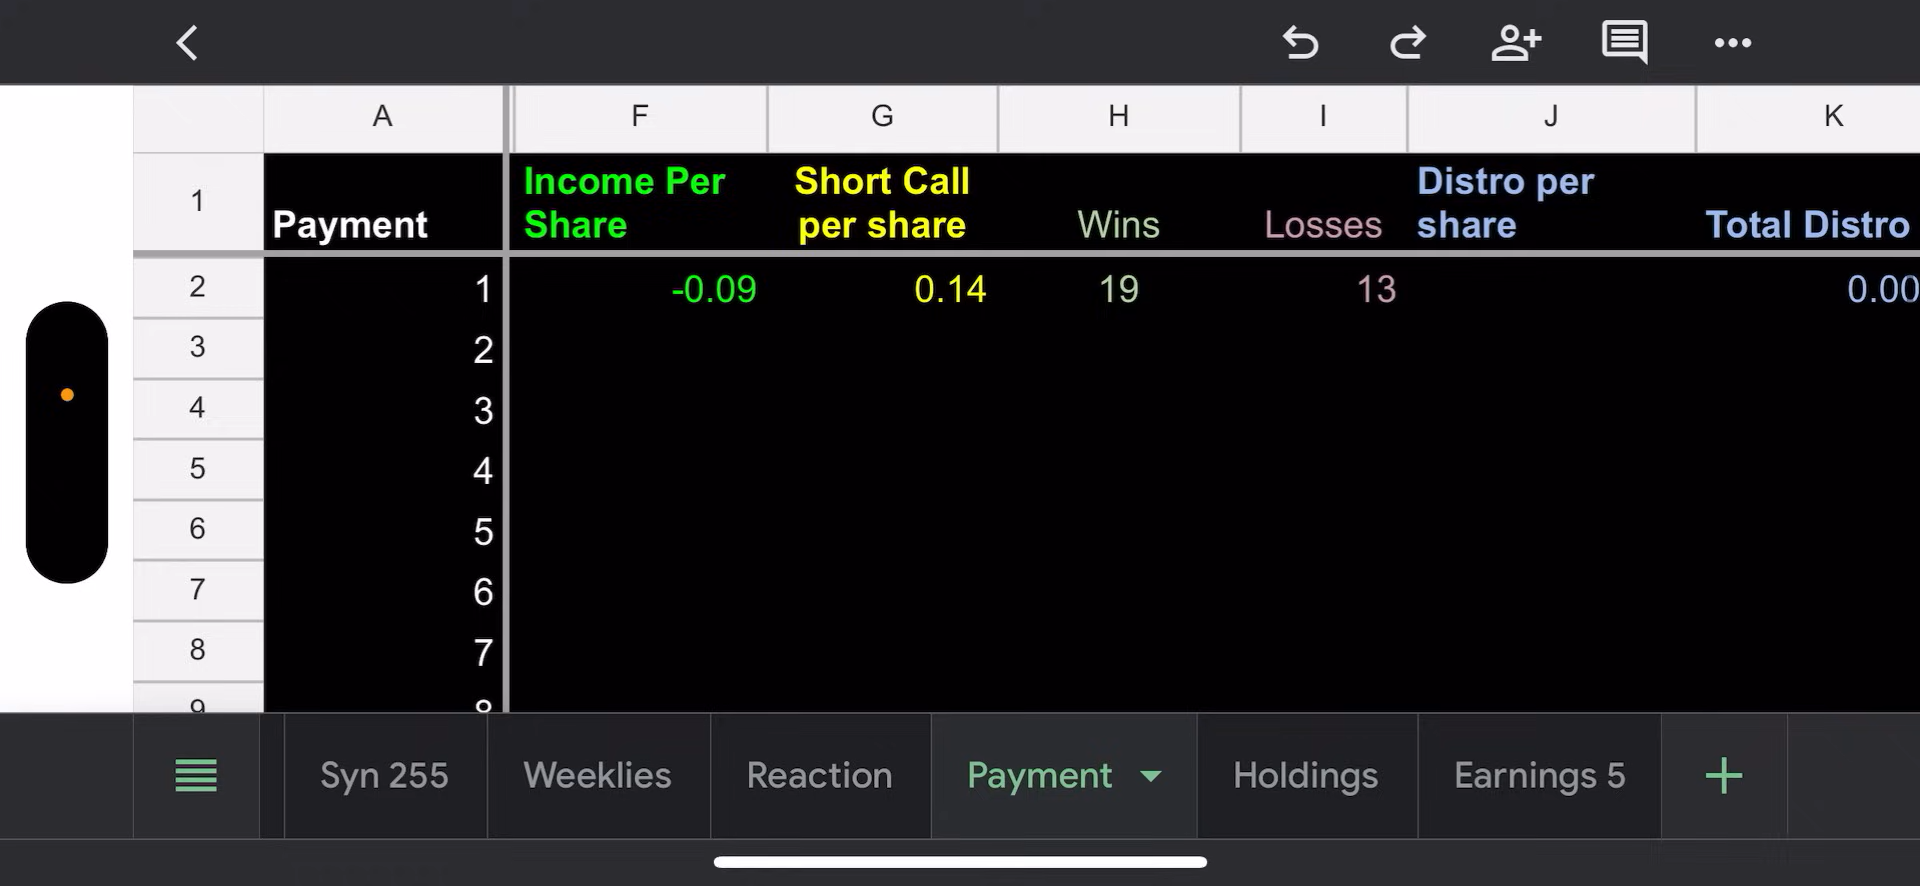 A F G H I J K
1 Payment Income Per Share Short Call per share Wins Losses Distro per share Total Distro
2 1 -0.09 0.14 19 13 0.00
3 2
4 3
5 4
6 5
7 6
8 7
9 8
Syn 255 Weeklies Reaction Payment Holdings Earnings 5